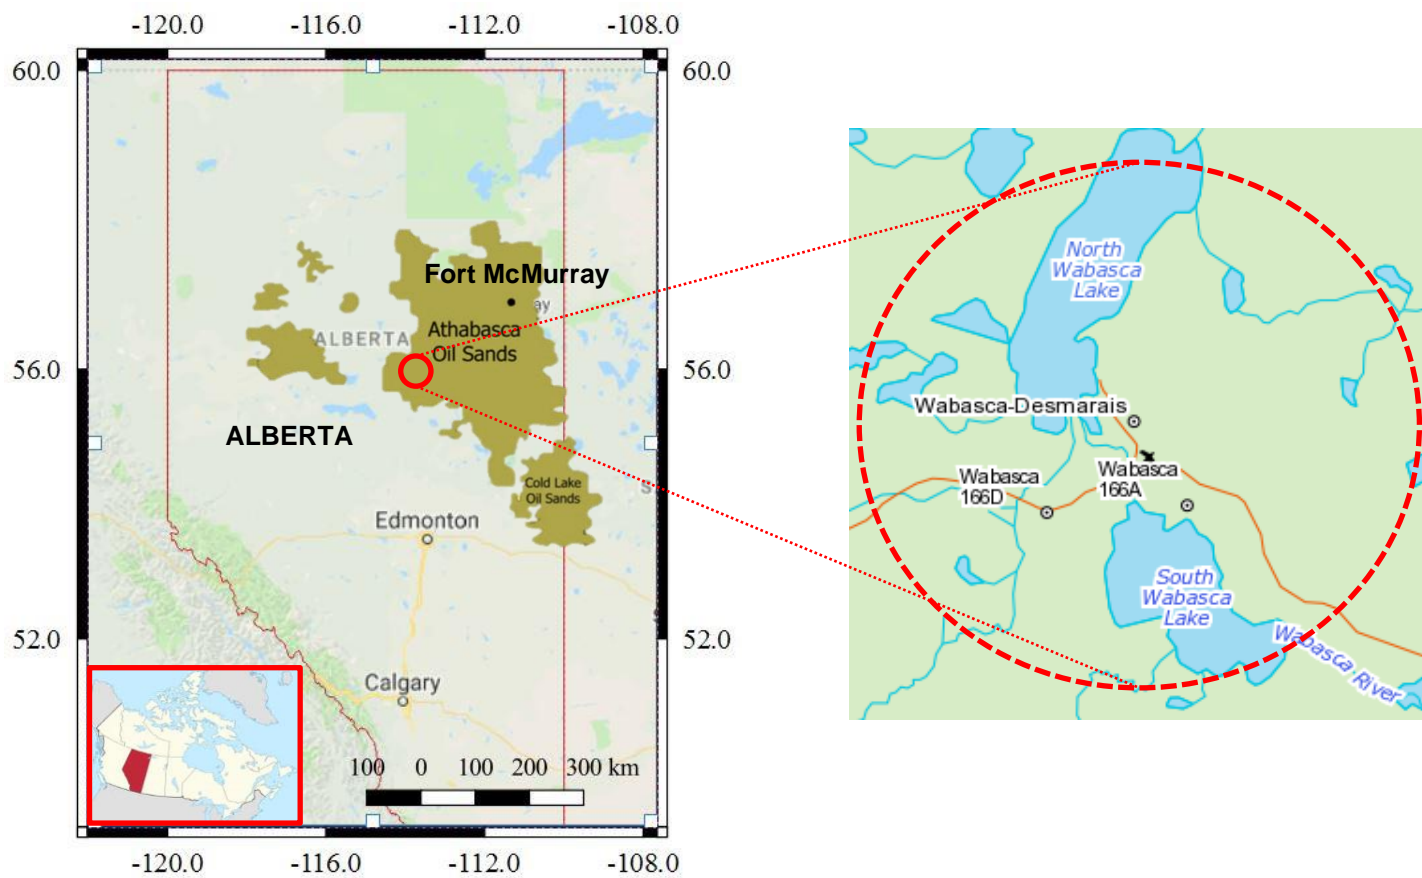 -120.0 -116.0 -112.0 -108.0
60.0
60.0
Fort McMurray
ay
ALBERTA
Athabasca
Oil Sands
56.0
56.0
ALBERTA
Cold Lake
Oil Sands
S
Edmonton
52.0
52.0
Calgary
100 0 100 200 300 km
-120.0 -116.0 -112.0 -108.0
North
Wabasca
Lake
Wabasca-Desmarais
Wabasca
166D
Wabasca
166A
South
Wabasca
Lake
Wabasca River